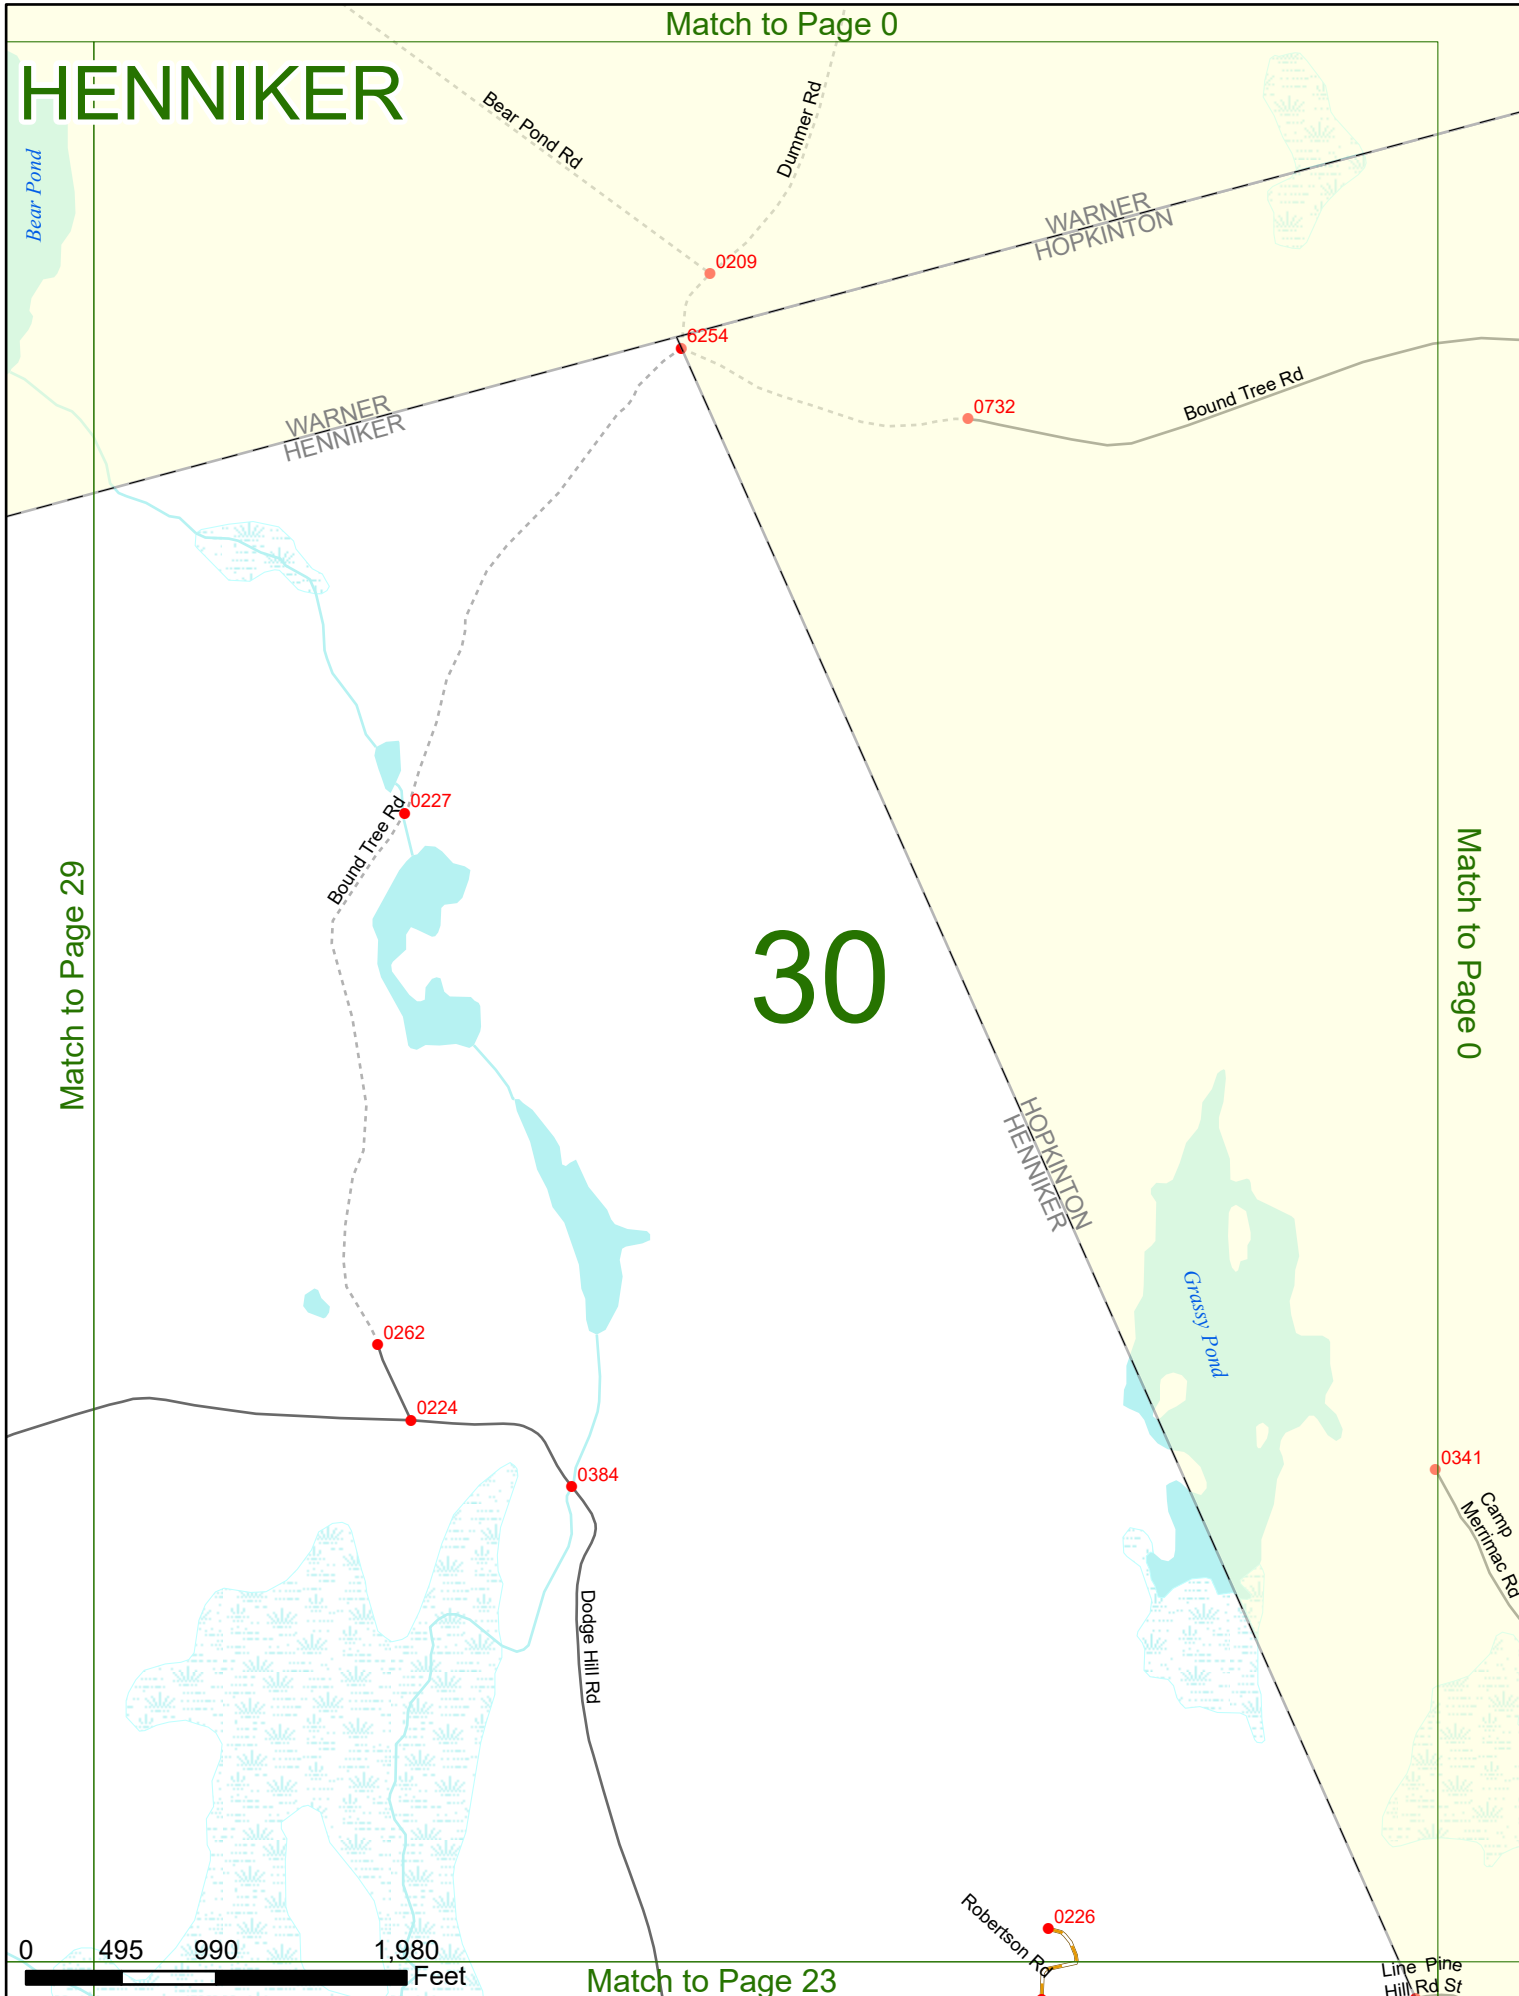 Match to Page 0
HENNIKER
Bear Pond Rd
Dummer Rd
Bear Pond
WARNER
HOPKINTON
0209
6254
WARNER
HENNIKER
0732
Bound Tree Rd
0227
Bound Tree Rd
Match to Page 29
30
Match to Page 0
HOPKINTON
HENNIKER
Grassy Pond
0262
0224
0384
0341
Camp
Merrimac Rd
Dodge Hill Rd
0226
Robertson Rd
0 495 990 1,980
Feet
Match to Page 23
Line Pine
Hill Rd St